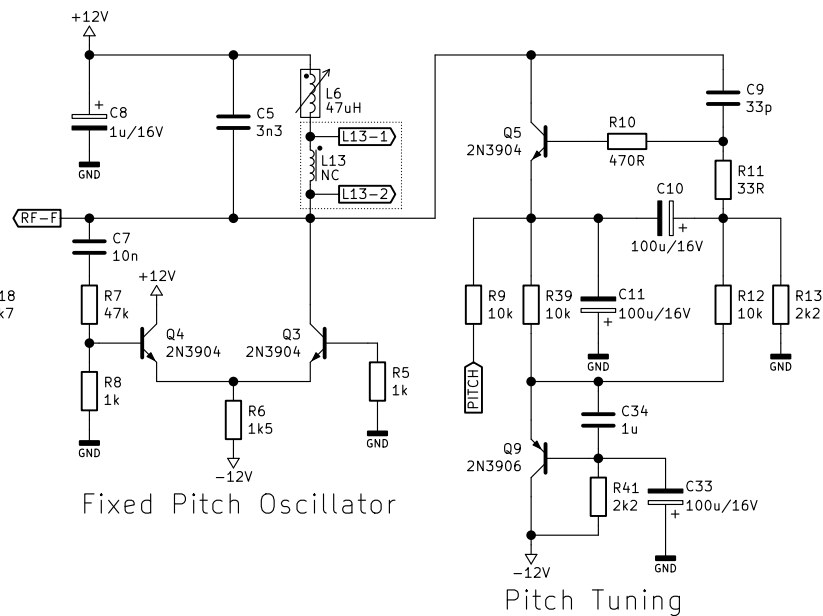 +12V
C8
1u/16V
GND
C5
3n3
L6
47uH
L13-1
L13
NC
L13-2
RF-F
C7
10n
+12V
18
k7
R7
47k
Q4
2N3904
Q3
2N3904
R8
1k
GND
R6
1k5
-12V
R5
1k
GND
Fixed Pitch Oscillator
Q5
2N3904
R10
470R
C9
33p
R11
33R
C10
100u/16V
+
R9
10k
PITCH
R39
10k
C11
100u/16V
+
GND
R12
10k
R13
2k2
GND
C34
1u
Q9
2N3906
R41
2k2
C33
100u/16V
+
GND
-12V
Pitch Tuning